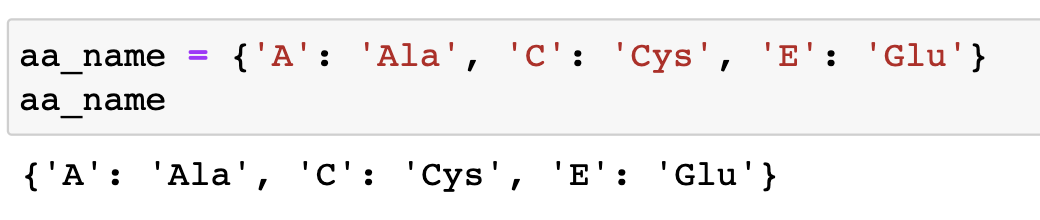 aa_name = {'A': 'Ala', 'C': 'Cys', 'E': 'Glu'}
aa_name
{'A': 'Ala', 'C': 'Cys', 'E': 'Glu'}